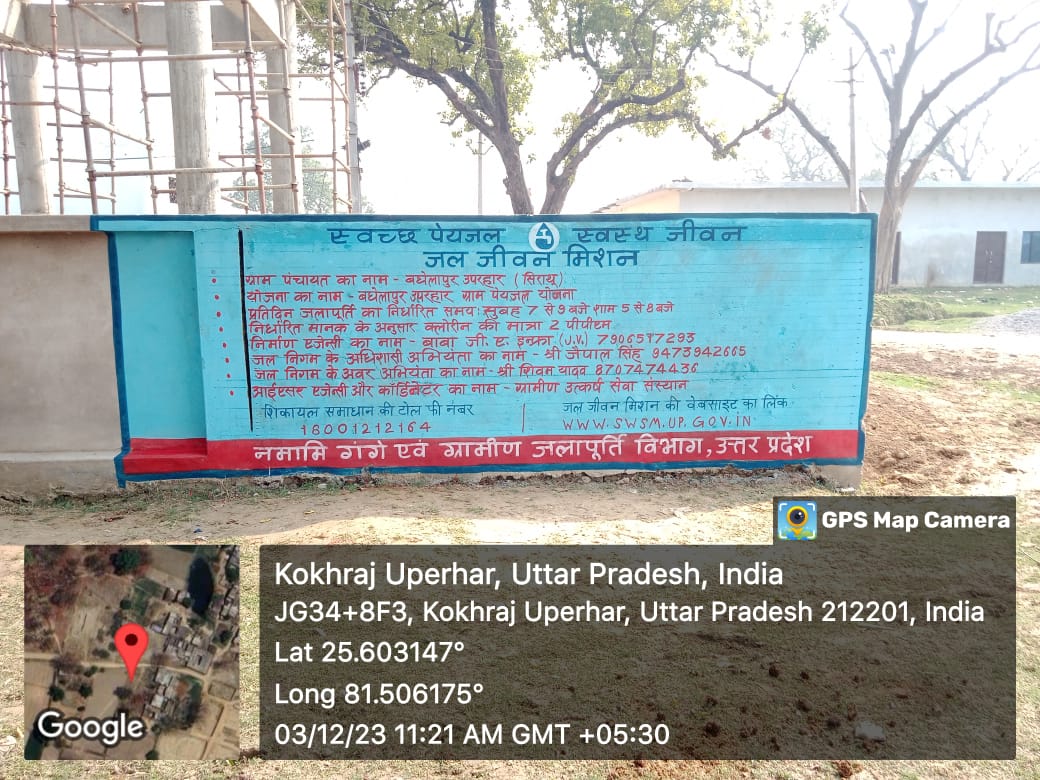 स्वच्छ पेयजल स्वस्थ जीवन
जल जीवन मिशन
• ग्राम पंचायत का नाम - बघेलापुर उपरहार (सिराथू)
• योजना का नाम - बघेलापुर उपरहार ग्राम पेयजल योजना
• प्रतिदिन जलापूर्ति का निर्धारित समयः सुबह 7 से 9 बजे शाम 5 से 8 बजे
• निर्धारित मानक के अनुसार क्लोरीन की मात्रा 2 पीपीएम
• निर्माण एजेन्सी का नाम - बाबा जी. ए. इन्फ्रा (J.V.) 7906597293
• जल निगम के अधिशासी अभियंता का नाम - श्री जैपाल सिंह 9473942665
• जल निगम के अवर अभियंता का नाम - श्री शिवम यादव 8707474436
• आईएसए एजेन्सी और कॉर्डिनेटर का नाम - ग्रामीण उत्कर्ष सेवा संस्थान
शिकायत समाधान की टोल फ्री नंबर
18001212164
जल जीवन मिशन की वेबसाइट का लिंक
WWW.SWSM.UP.GOV.IN
नमामि गंगे एवं ग्रामीण जलापूर्ति विभाग, उत्तर प्रदेश
GPS Map Camera
Kokhraj Uperhar, Uttar Pradesh, India
JG34+8F3, Kokhraj Uperhar, Uttar Pradesh 212201, India
Lat 25.603147°
Long 81.506175°
03/12/23 11:21 AM GMT +05:30
Google